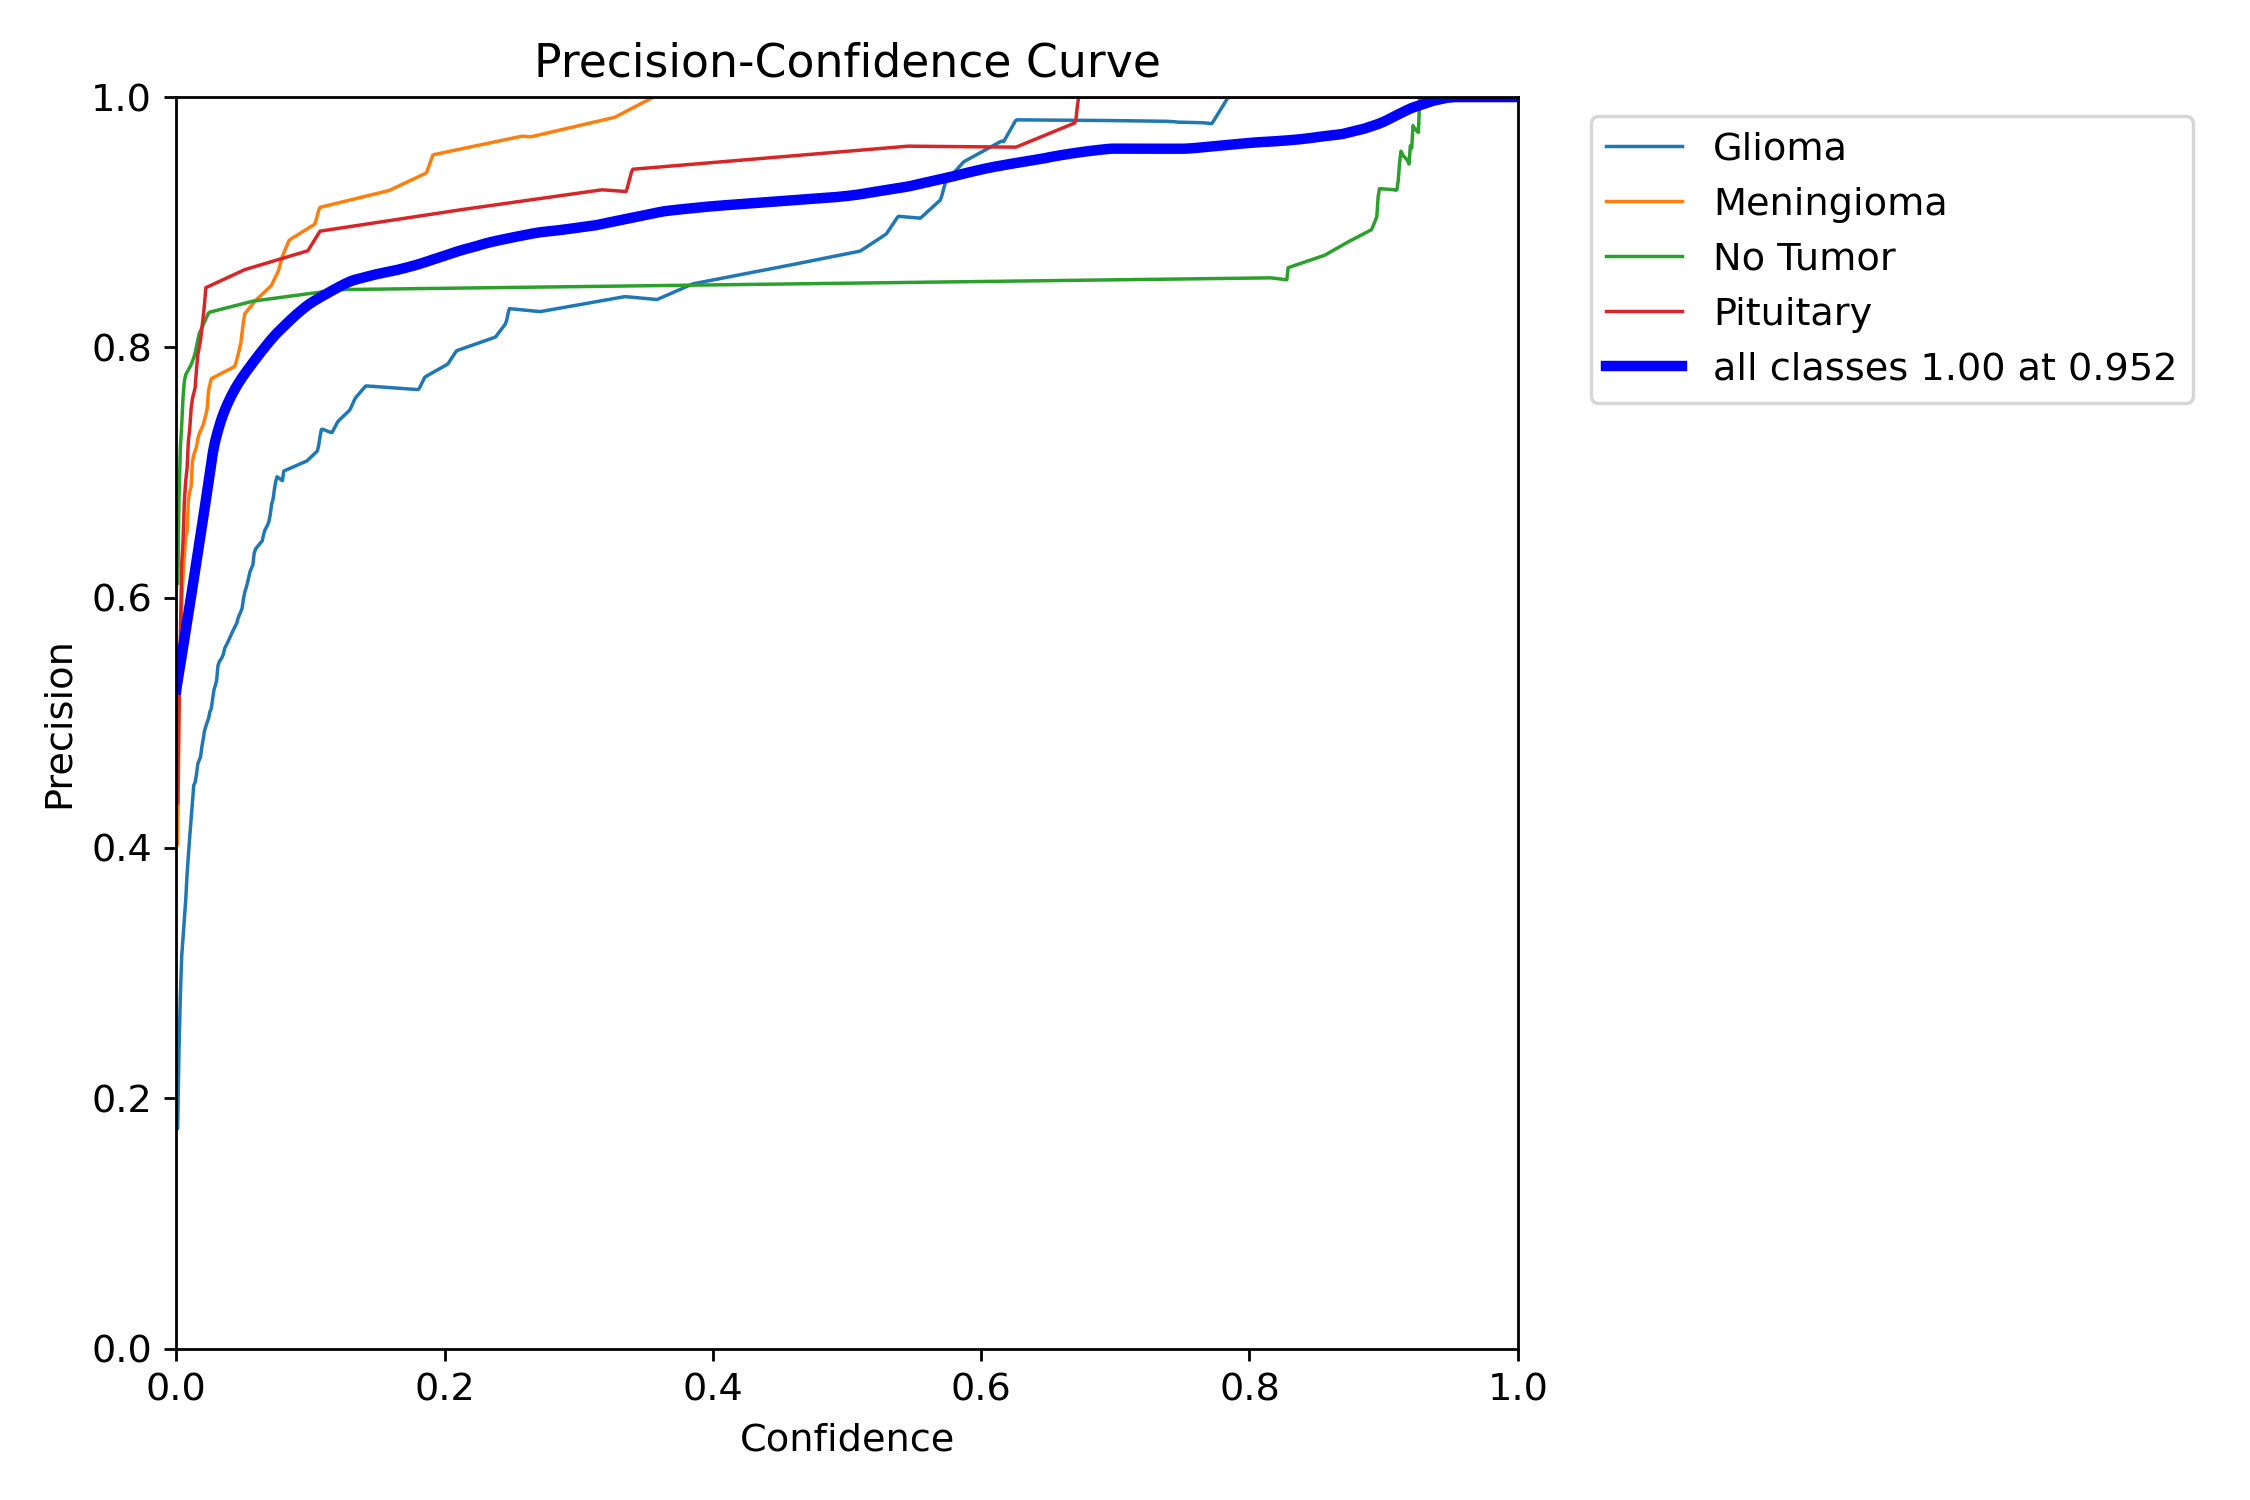 Precision-Confidence Curve
1.0
0.8
0.6
0.4
0.2
0.0
Precision
0.0 0.2 0.4 0.6 0.8 1.0
Confidence
Glioma
Meningioma
No Tumor
Pituitary
all classes 1.00 at 0.952